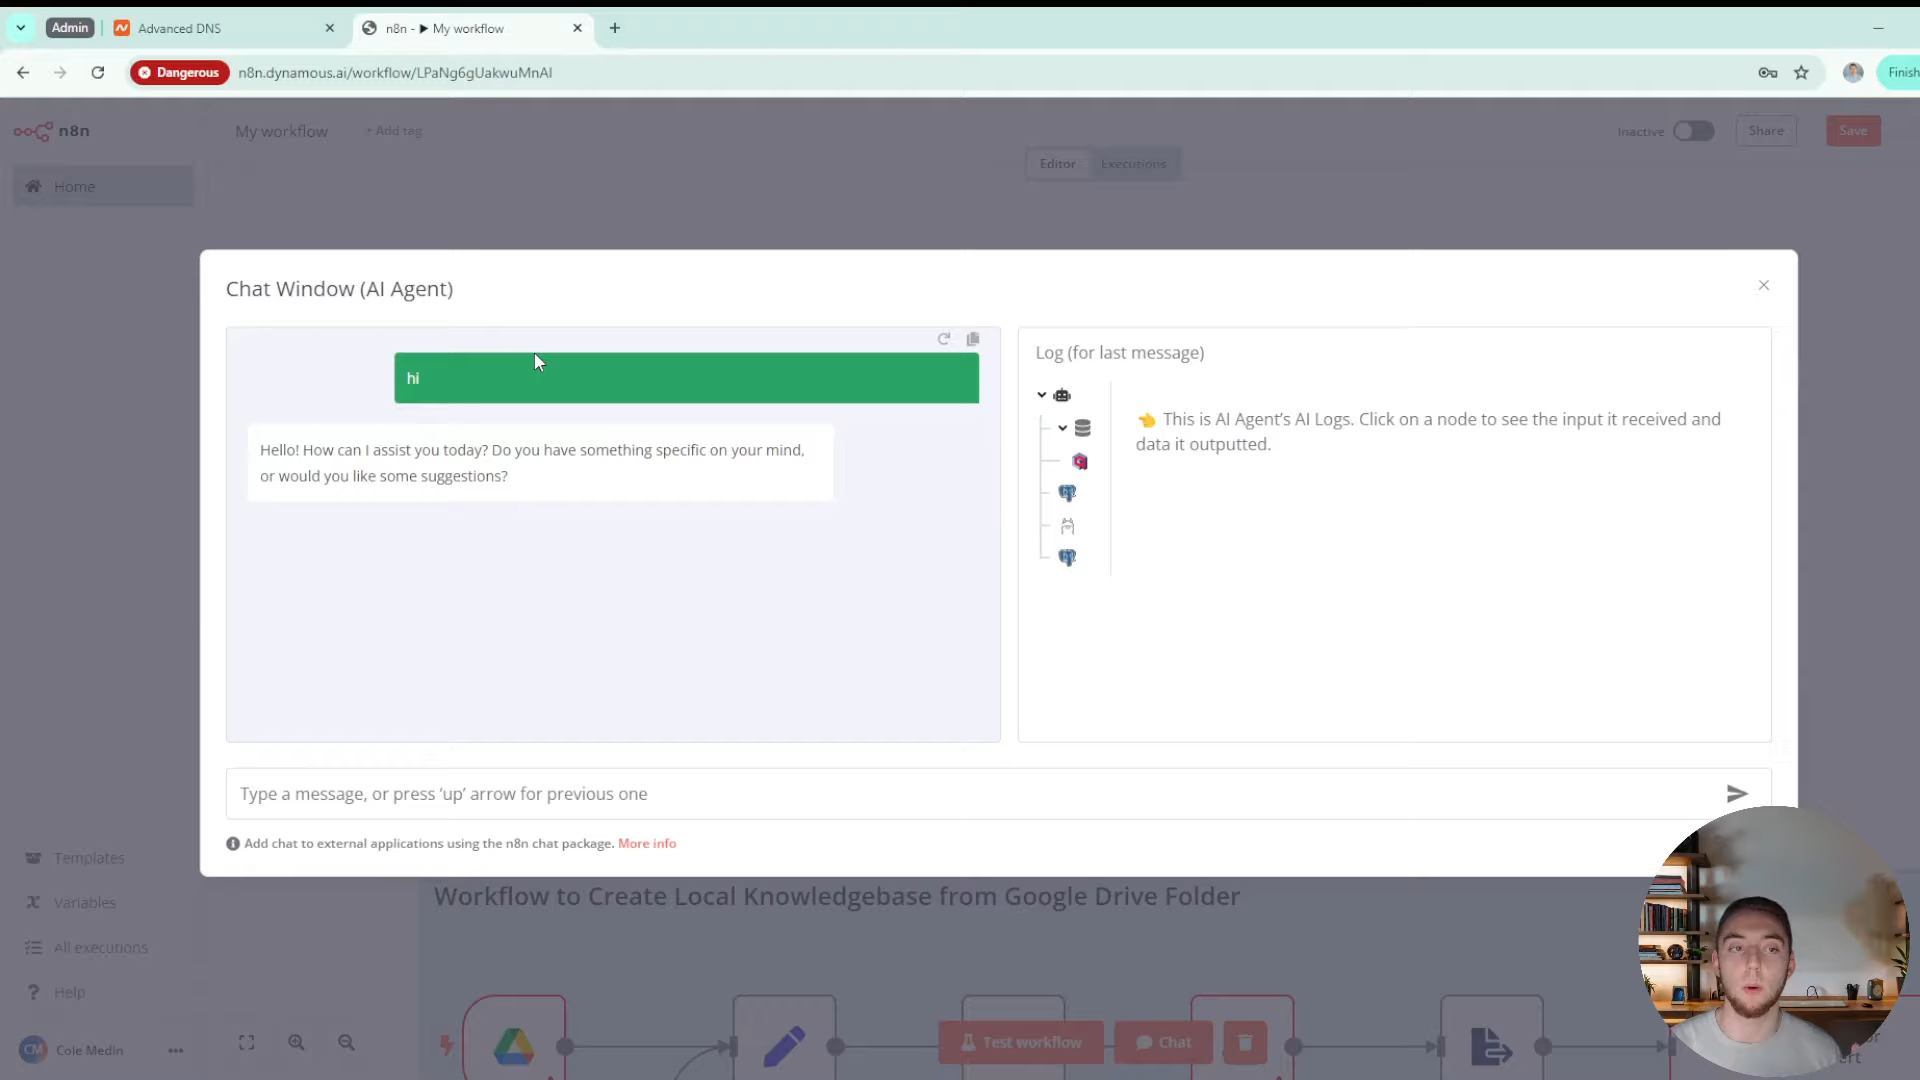 Admin
Advanced DNS
n8n - ▶ My workflow
Dangerous
n8n.dynamous.ai/workflow/LPaNg6gUakwuMnAI
Finish
n8n
My workflow
+ Add tag
Inactive
Share
Save
Editor
Executions
Home
Chat Window (AI Agent)
hi
Hello! How can I assist you today? Do you have something specific on your mind,
or would you like some suggestions?
Log (for last message)
👈 This is AI Agent’s AI Logs. Click on a node to see the input it received and
data it outputted.
Type a message, or press ‘up’ arrow for previous one
Add chat to external applications using the n8n chat package. More info
Templates
Variables
All executions
Help
CM
Cole Medin
Workflow to Create Local Knowledgebase from Google Drive Folder
Test workflow
Chat